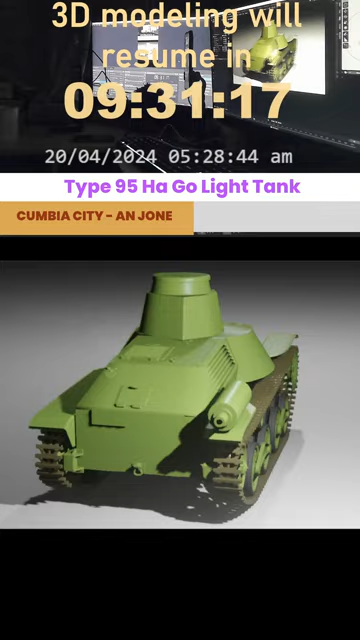 3D modeling will
resume in
09:31:17
20/04/2024 05:28:44 am
Type 95 Ha Go Light Tank
CUMBIA CITY - AN JONE